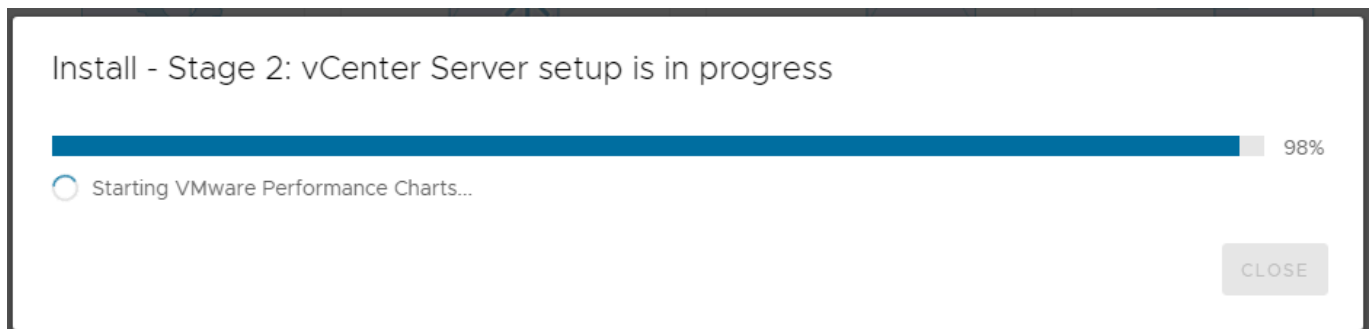 Install - Stage 2: vCenter Server setup is in progress
98%
Starting VMware Performance Charts...
CLOSE